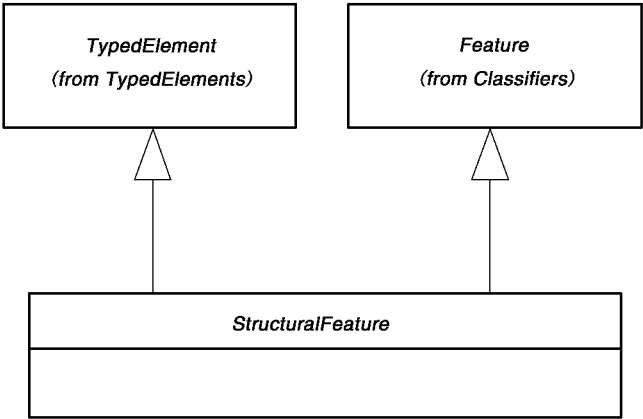 TypedElement
(from TypedElements)
Feature
(from Classifiers)
StructuralFeature